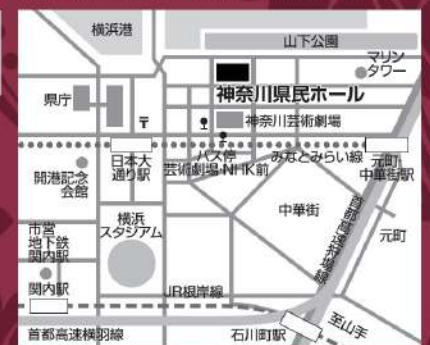 横浜港
山下公園
マリン
タワー
県庁
神奈川県民ホール
神奈川芸術劇場
〒
日本大
通り駅
バス停
芸術劇場・NHK前
みなとみらい線
元町・
中華街駅
開港記念
会館
横浜
スタジアム
中華街
首都高速狩場線
元町
市営
地下鉄
関内駅
関内駅
JR根岸線
首都高速横羽線
石川町駅
至山手